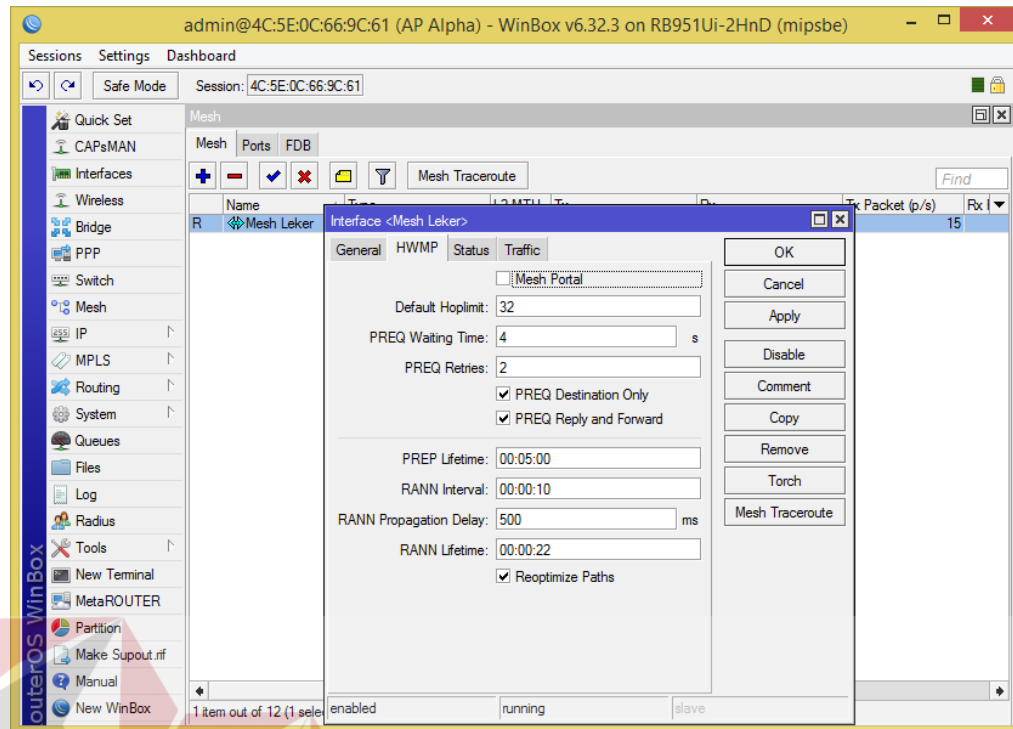 admin@4C:5E:0C:66:9C:61 (AP Alpha) - WinBox v6.32.3 on RB951Ui-2HnD (mipsbe)
Sessions Settings Dashboard
Safe Mode Session: 4C:5E:0C:66:9C:61
Quick Set
CAPsMAN
Interfaces
Wireless
Bridge
PPP
Switch
Mesh
IP
MPLS
Routing
System
Queues
Files
Log
Radius
Tools
New Terminal
MetaROUTER
Partition
Make Supout.rif
Manual
New WinBox
outerOS WinBox
Mesh
Mesh Ports FDB
Mesh Traceroute Find
Name Type L2 MTU Tx Rx Tx Packet (p/s)
R Mesh Leker 15
Interface <Mesh Leker>
General HWMP Status Traffic
Mesh Portal
Default Hoplimit: 32
PREQ Waiting Time: 4 s
PREQ Retries: 2
PREQ Destination Only
PREQ Reply and Forward
PREP Lifetime: 00:05:00
RANN Interval: 00:00:10
RANN Propagation Delay: 500 ms
RANN Lifetime: 00:00:22
Reoptimize Paths
OK
Cancel
Apply
Disable
Comment
Copy
Remove
Torch
Mesh Traceroute
enabled running slave
1 item out of 12 (1 sele